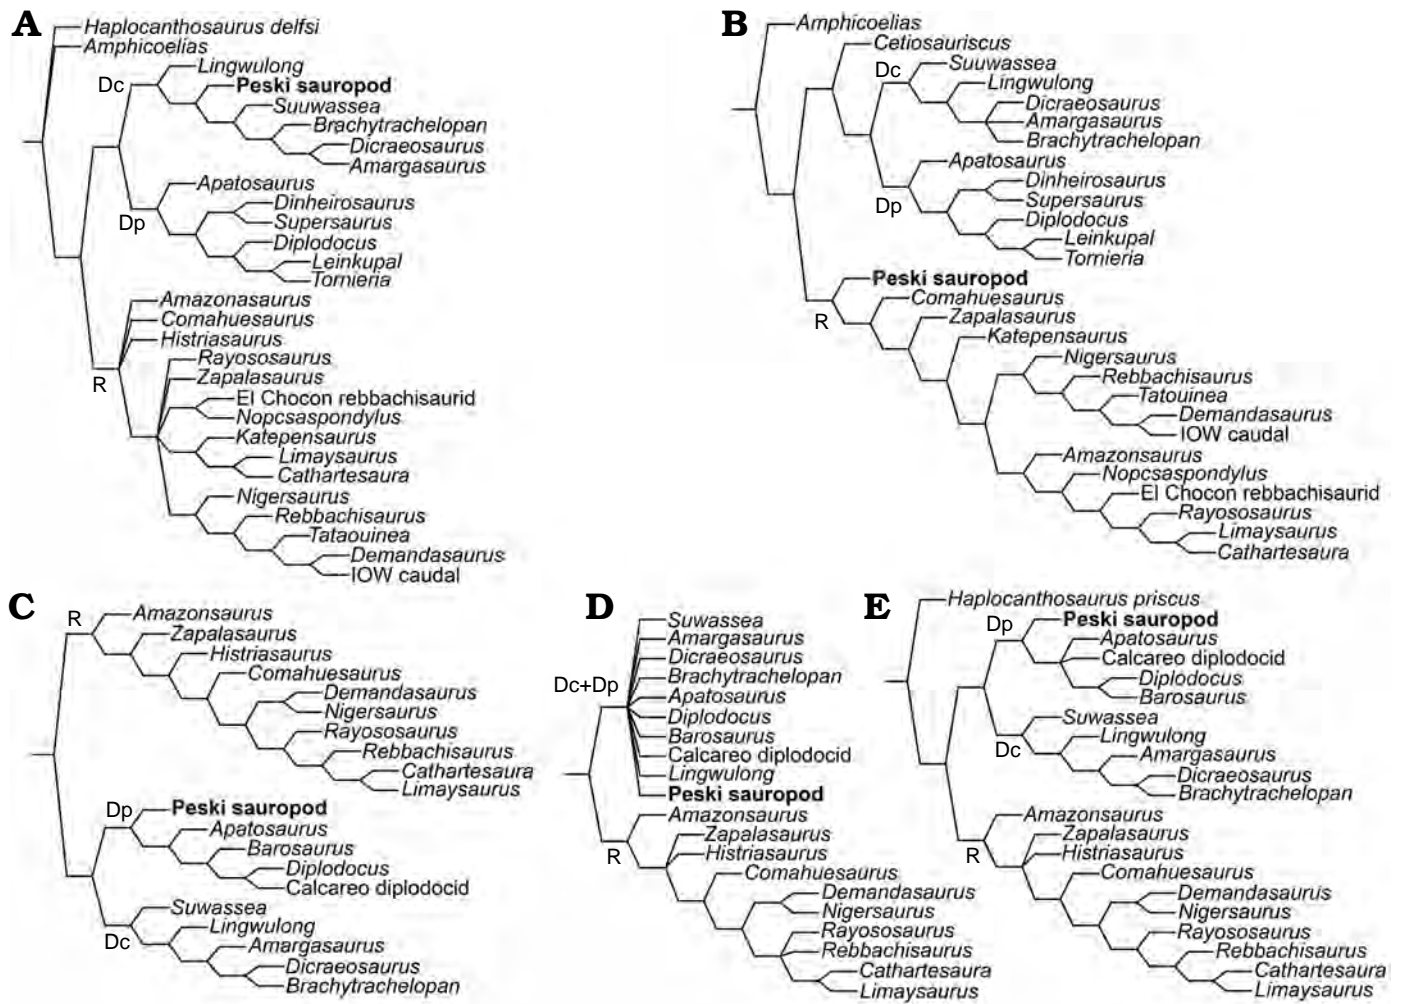 A
Haplocanthosaurus delfsi
Amphicoelias
Lingwulong
Dc
Peski sauropod
Suuwassea
Brachytrachelopan
Dicraeosaurus
Amargasaurus
Apatosaurus
Dinheirosaurus
Dp
Supersaurus
Diplodocus
Leinkupal
Tornieria
Amazonasaurus
Comahuesaurus
Histriasaurus
Rayososaurus
R
Zapalasaurus
El Chocon rebbachisaurid
Nopcsaspondylus
Katepensaurus
Limaysaurus
Cathartesaura
Nigersaurus
Rebbachisaurus
Tataouinea
Demandasaurus
IOW caudal
B
Amphicoelias
Cetiosauriscus
Dc
Suuwassea
Lingwulong
Dicraeosaurus
Amargasaurus
Brachytrachelopan
Apatosaurus
Dinheirosaurus
Dp
Supersaurus
Diplodocus
Leinkupal
Tornieria
Peski sauropod
Comahuesaurus
R
Zapalasaurus
Katepensaurus
Nigersaurus
Rebbachisaurus
Tatouinea
Demandasaurus
IOW caudal
Amazonsaurus
Nopcsaspondylus
El Chocon rebbachisaurid
Rayososaurus
Limaysaurus
Cathartesaura
C
R
Amazonsaurus
Zapalasaurus
Histriasaurus
Comahuesaurus
Demandasaurus
Nigersaurus
Rayososaurus
Rebbachisaurus
Cathartesaura
Limaysaurus
Dp
Peski sauropod
Apatosaurus
Barosaurus
Diplodocus
Calcareo diplodocid
Suwassea
Lingwulong
Dc
Amargasaurus
Dicraeosaurus
Brachytrachelopan
D
Suwassea
Amargasaurus
Dicraeosaurus
Brachytrachelopan
Dc+Dp
Apatosaurus
Diplodocus
Barosaurus
Calcareo diplodocid
Lingwulong
Peski sauropod
Amazonsaurus
Zapalasaurus
R
Histriasaurus
Comahuesaurus
Demandasaurus
Nigersaurus
Rayososaurus
Rebbachisaurus
Cathartesaura
Limaysaurus
E
Haplocanthosaurus priscus
Dp
Peski sauropod
Apatosaurus
Calcareo diplodocid
Diplodocus
Barosaurus
Suwassea
Lingwulong
Dc
Amargasaurus
Dicraeosaurus
Brachytrachelopan
Amazonsaurus
Zapalasaurus
R
Histriasaurus
Comahuesaurus
Demandasaurus
Nigersaurus
Rayososaurus
Rebbachisaurus
Cathartesaura
Limaysaurus